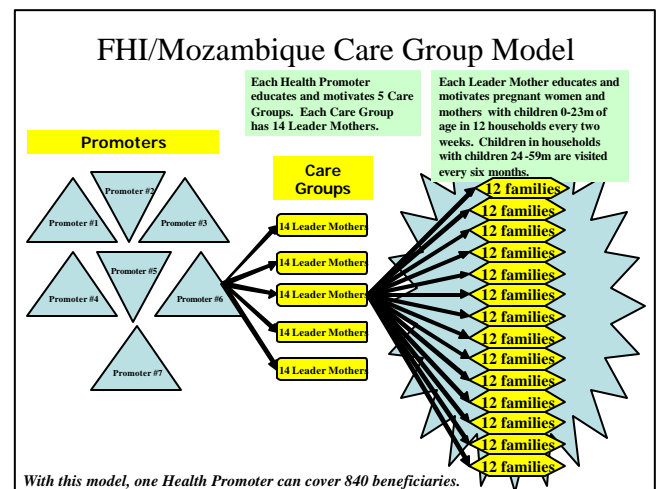 FHI/Mozambique Care Group Model
Each Health Promoter
educates and motivates 5 Care
Groups. Each Care Group
has 14 Leader Mothers.
Each Leader Mother educates and
motivates pregnant women and
mothers with children 0-23m of
age in 12 households every two
weeks. Children in households
with children 24-59m are visited
every six months.
Promoters
Care
Groups
Promoter #1
Promoter #2
Promoter #3
Promoter #4
Promoter #5
Promoter #6
Promoter #7
14 Leader Mothers
14 Leader Mothers
14 Leader Mothers
14 Leader Mothers
14 Leader Mothers
12 families
12 families
12 families
12 families
12 families
12 families
12 families
12 families
12 families
12 families
12 families
12 families
12 families
12 families
With this model, one Health Promoter can cover 840 beneficiaries.